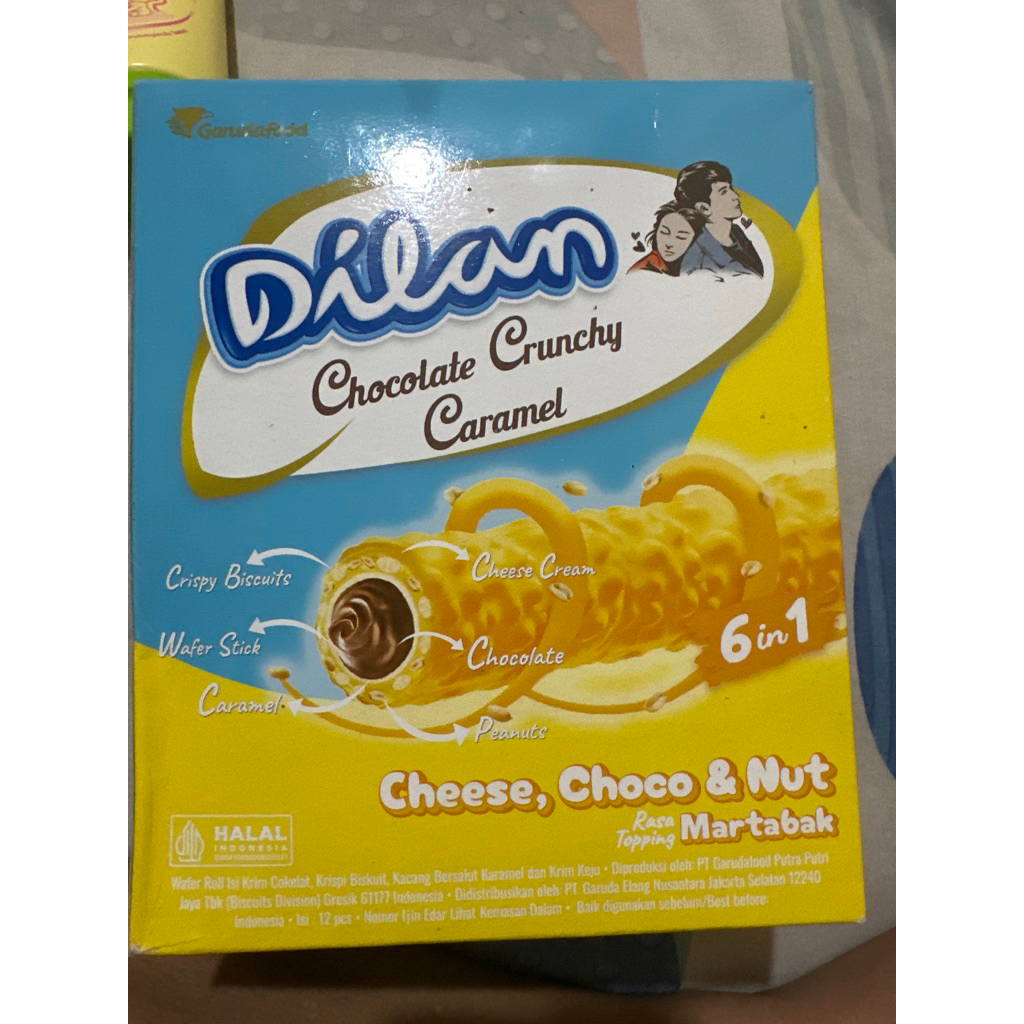 Garudafood
Dilan
Chocolate Crunchy
Caramel
Crispy Biscuits
Cheese Cream
Wafer Stick
Chocolate
6 in 1
Caramel
Peanuts
Cheese, Choco & Nut
Rasa
Topping
Martabak
HALAL
INDONESIA
Wafer Roll Isi Krim Cokelat, Krispi Biskuit, Kacang Bersalut Karamel dan Krim Keju • Diproduksi oleh: PT Garudafood Putra Putri
Jaya Tbk (Biscuits Division) Gresik 61177 Indonesia • Didistribusikan oleh: PT. Garuda Elang Nusantara Jakarta Selatan 12240
Indonesia • Isi : 12 pcs • Nomor Ijin Edar Lihat Kemasan Dalam • Baik digunakan sebelum/Best before: